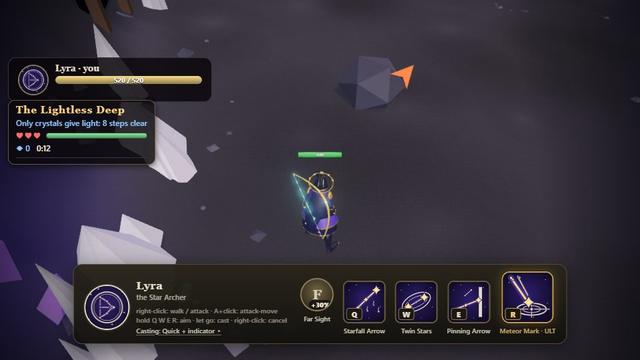 Lyra - you
520 / 520
The Lightless Deep
Only crystals give light: 8 steps clear
0 0:12
Lyra
the Star Archer
right-click: walk / attack · A+click: attack-move
hold Q W E R: aim · let go: cast · right-click: cancel
Casting: Quick + indicator
F
+30%
Far Sight
Q
Starfall Arrow
W
Twin Stars
E
Pinning Arrow
R
Meteor Mark · ULT